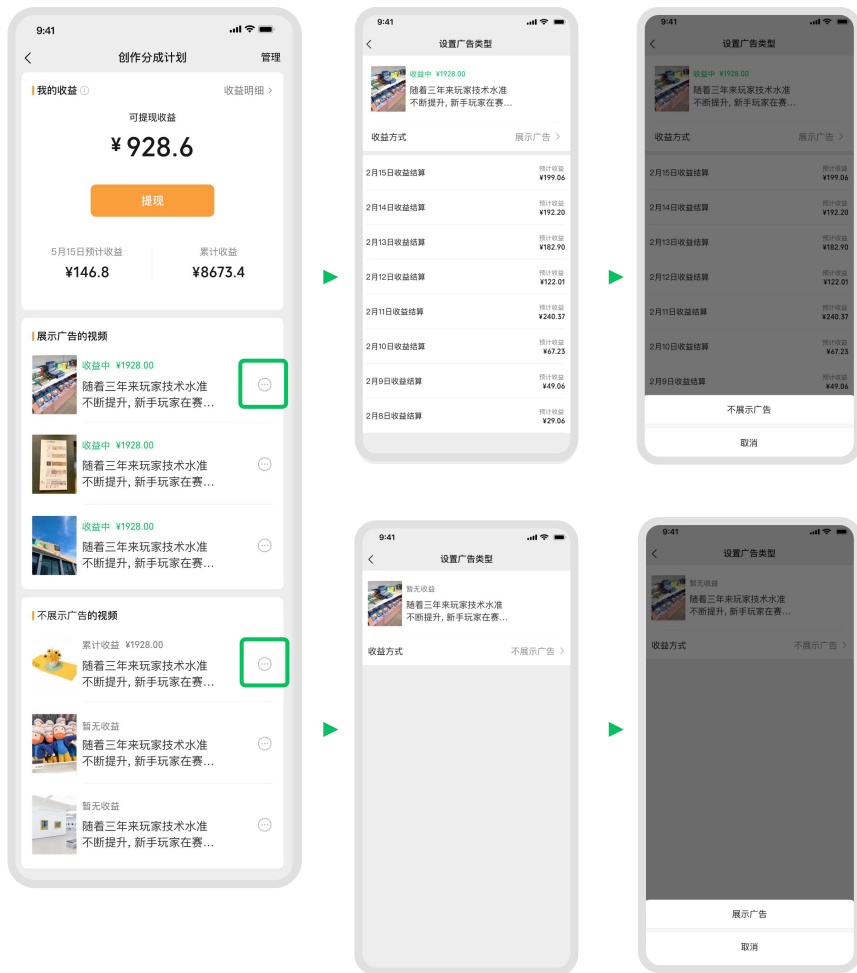 9:41
创作分成计划
管理
我的收益
收益明细
可提现收益
¥ 928.6
提现
5月15日预计收益
累计收益
¥146.8
¥8673.4
展示广告的视频
收益中 ¥1928.00
随着三年来玩家技术水准
不断提升, 新手玩家在赛...
收益中 ¥1928.00
随着三年来玩家技术水准
不断提升, 新手玩家在赛...
收益中 ¥1928.00
随着三年来玩家技术水准
不断提升, 新手玩家在赛...
不展示广告的视频
累计收益 ¥1928.00
随着三年来玩家技术水准
不断提升, 新手玩家在赛...
暂无收益
随着三年来玩家技术水准
不断提升, 新手玩家在赛...
暂无收益
随着三年来玩家技术水准
不断提升, 新手玩家在赛...
9:41
设置广告类型
收益中 ¥1928.00
随着三年来玩家技术水准
不断提升, 新手玩家在赛...
收益方式
展示广告
2月15日收益结算
预计收益
¥199.06
2月14日收益结算
预计收益
¥192.20
2月13日收益结算
预计收益
¥182.90
2月12日收益结算
预计收益
¥122.01
2月11日收益结算
预计收益
¥240.37
2月10日收益结算
预计收益
¥67.23
2月9日收益结算
预计收益
¥49.06
2月8日收益结算
预计收益
¥29.06
9:41
设置广告类型
收益中 ¥1928.00
随着三年来玩家技术水准
不断提升, 新手玩家在赛...
收益方式
展示广告
2月15日收益结算
预计收益
¥199.06
2月14日收益结算
预计收益
¥192.20
2月13日收益结算
预计收益
¥182.90
2月12日收益结算
预计收益
¥122.01
2月11日收益结算
预计收益
¥240.37
2月10日收益结算
预计收益
¥67.23
2月9日收益结算
预计收益
¥49.06
不展示广告
取消
9:41
设置广告类型
暂无收益
随着三年来玩家技术水准
不断提升, 新手玩家在赛...
收益方式
不展示广告
9:41
设置广告类型
暂无收益
随着三年来玩家技术水准
不断提升, 新手玩家在赛...
收益方式
不展示广告
展示广告
取消